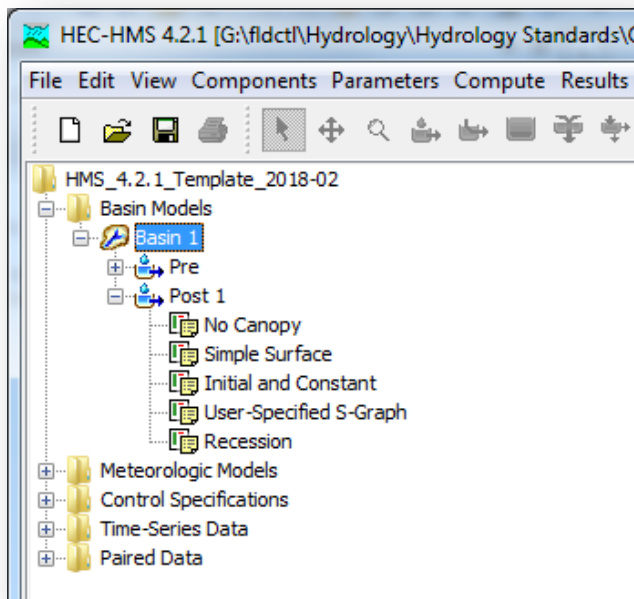 HEC-HMS 4.2.1 [G:\fldctl\Hydrology\Hydrology Standards\
File Edit View Components Parameters Compute Results
HMS_4.2.1_Template_2018-02
Basin Models
Basin 1
Pre
Post 1
No Canopy
Simple Surface
Initial and Constant
User-Specified S-Graph
Recession
Meteorologic Models
Control Specifications
Time-Series Data
Paired Data